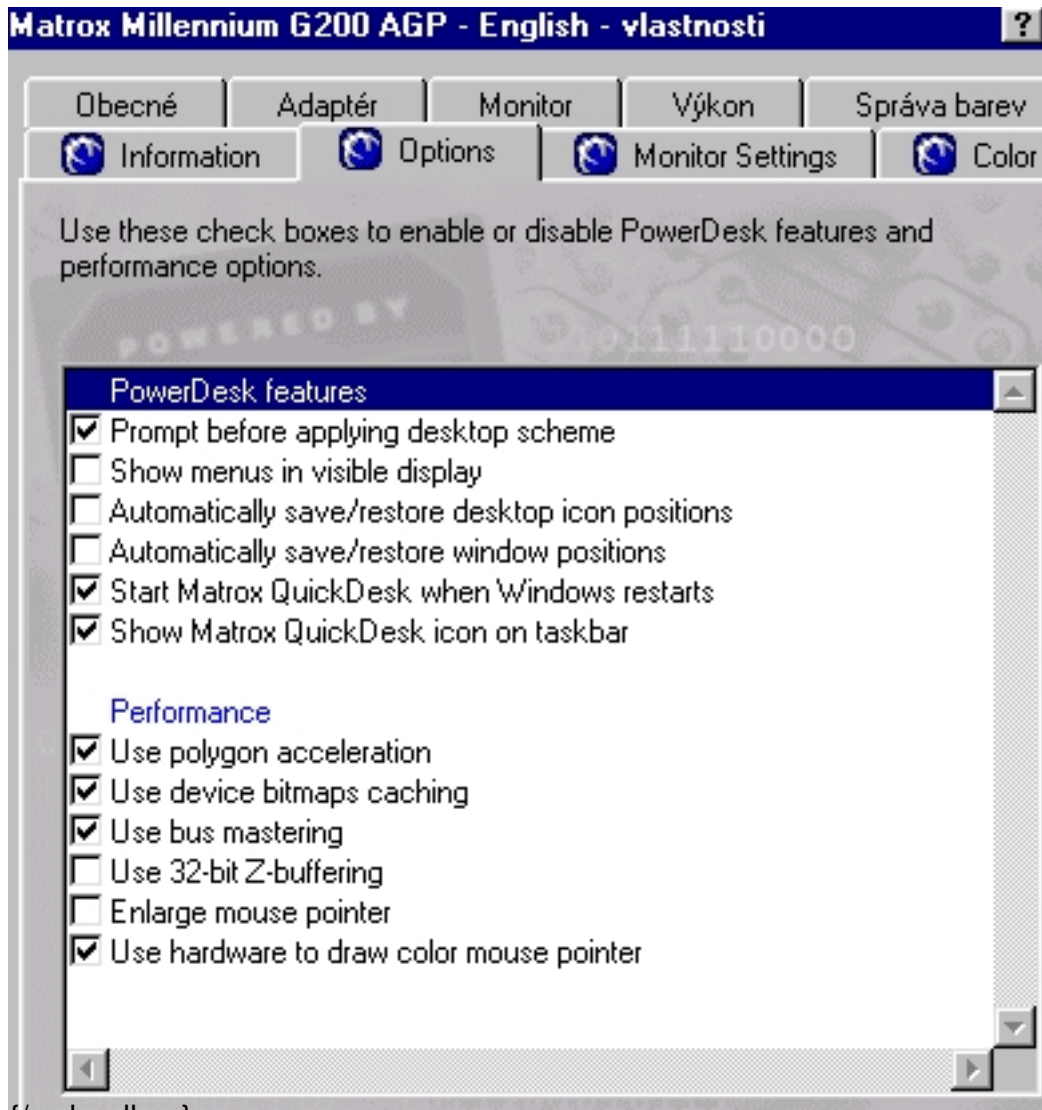 Matrox Millennium G200 AGP - English - vlastnosti ?
Obecné Adaptér Monitor Výkon Správa barev
Information Options Monitor Settings Color
Use these check boxes to enable or disable PowerDesk features and
performance options.
POWERED BY
PowerDesk features
Prompt before applying desktop scheme
Show menus in visible display
Automatically save/restore desktop icon positions
Automatically save/restore window positions
Start Matrox QuickDesk when Windows restarts
Show Matrox QuickDesk icon on taskbar
Performance
Use polygon acceleration
Use device bitmaps caching
Use bus mastering
Use 32-bit Z-buffering
Enlarge mouse pointer
Use hardware to draw color mouse pointer